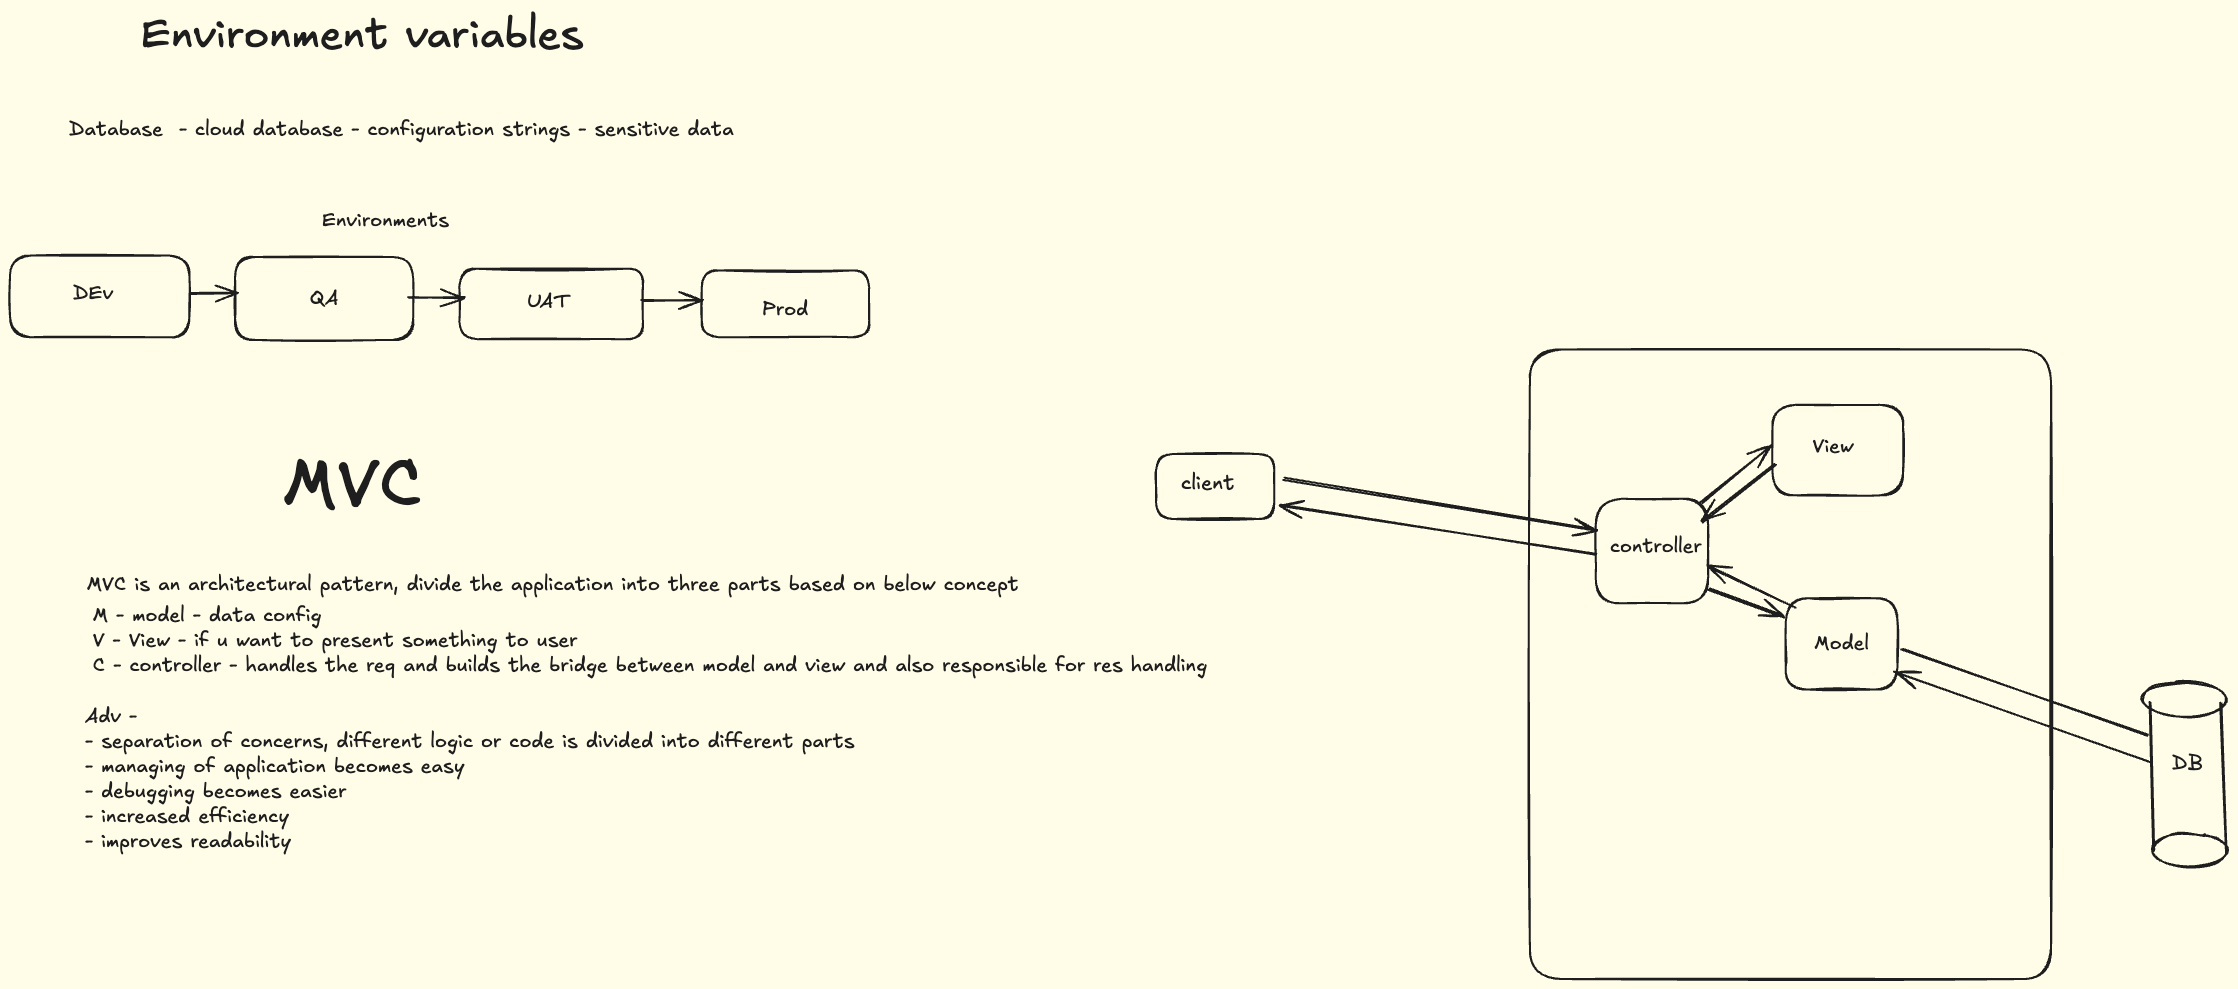 Environment variables
Database - cloud database - configuration strings - sensitive data
Environments
DEv
QA
UAT
Prod
MVC
MVC is an architectural pattern, divide the application into three parts based on below concept
M - model - data config
V - View - if u want to present something to user
C - controller - handles the req and builds the bridge between model and view and also responsible for res handling
Adv -
- separation of concerns, different logic or code is divided into different parts
- managing of application becomes easy
- debugging becomes easier
- increased efficiency
- improves readability
client
controller
View
Model
DB